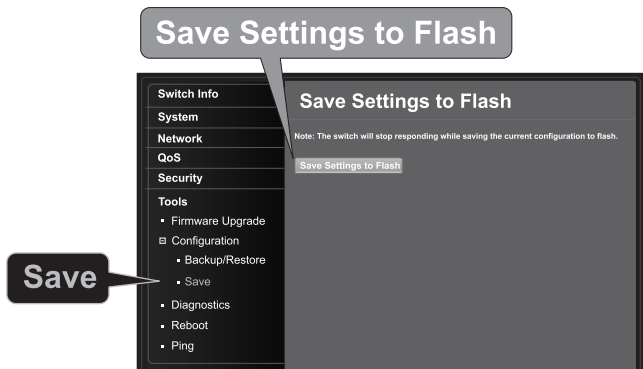 Save Settings to Flash
Switch Info
System
Network
QoS
Security
Tools
Firmware Upgrade
Configuration
Backup/Restore
Save
Diagnostics
Reboot
Ping
Save
Save Settings to Flash
Note: The switch will stop responding while saving the current configuration to flash.
Save Settings to Flash